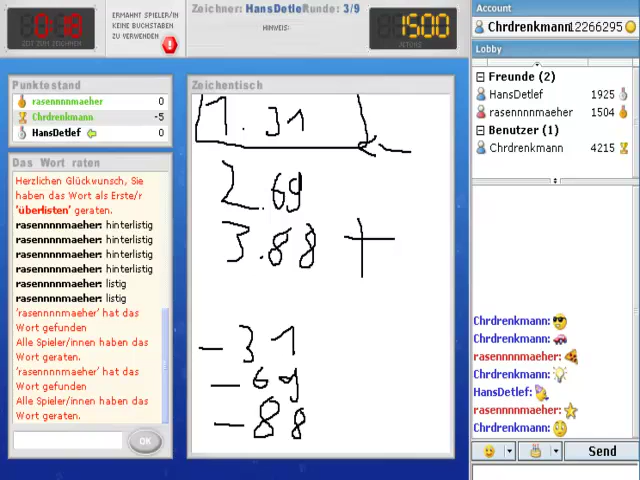 0:18
ZEIT ZUM ZEICHNEN
ERMAHNT SPIELER/IN
KEINE BUCHSTABEN
ZU VERWENDEN
Zeichner: HansDetle Runde: 3/9
HINWEIS:
1500
Punktestand
rasennnnmaeher 0
Chrdrenkmann -5
HansDetlef 0
Das Wort raten
Herzlichen Glückwunsch, Sie
haben das Wort als Erste/r
'überlisten' geraten.
rasennnnmaeher: hinterlistig
rasennnnmaeher: hinterlistig
rasennnnmaeher: hinterlistig
rasennnnmaeher: hinterlistig
rasennnnmaeher: listig
rasennnnmaeher: listig
'rasennnnmaeher' hat das
Wort gefunden
Alle Spieler/innen haben das
Wort geraten.
'rasennnnmaeher' hat das
Wort gefunden
Alle Spieler/innen haben das
Wort geraten.
OK
Zeichentisch
1.31
2.69
3.88 +
-31
-69
-88
Account
Chrdrenkmann 12266295
Lobby
Freunde (2)
HansDetlef 1925
rasennnnmaeher 1504
Benutzer (1)
Chrdrenkmann 4215
Chrdrenkmann:
Chrdrenkmann:
rasennnnmaeher:
Chrdrenkmann:
HansDetlef:
rasennnnmaeher:
Chrdrenkmann:
Send